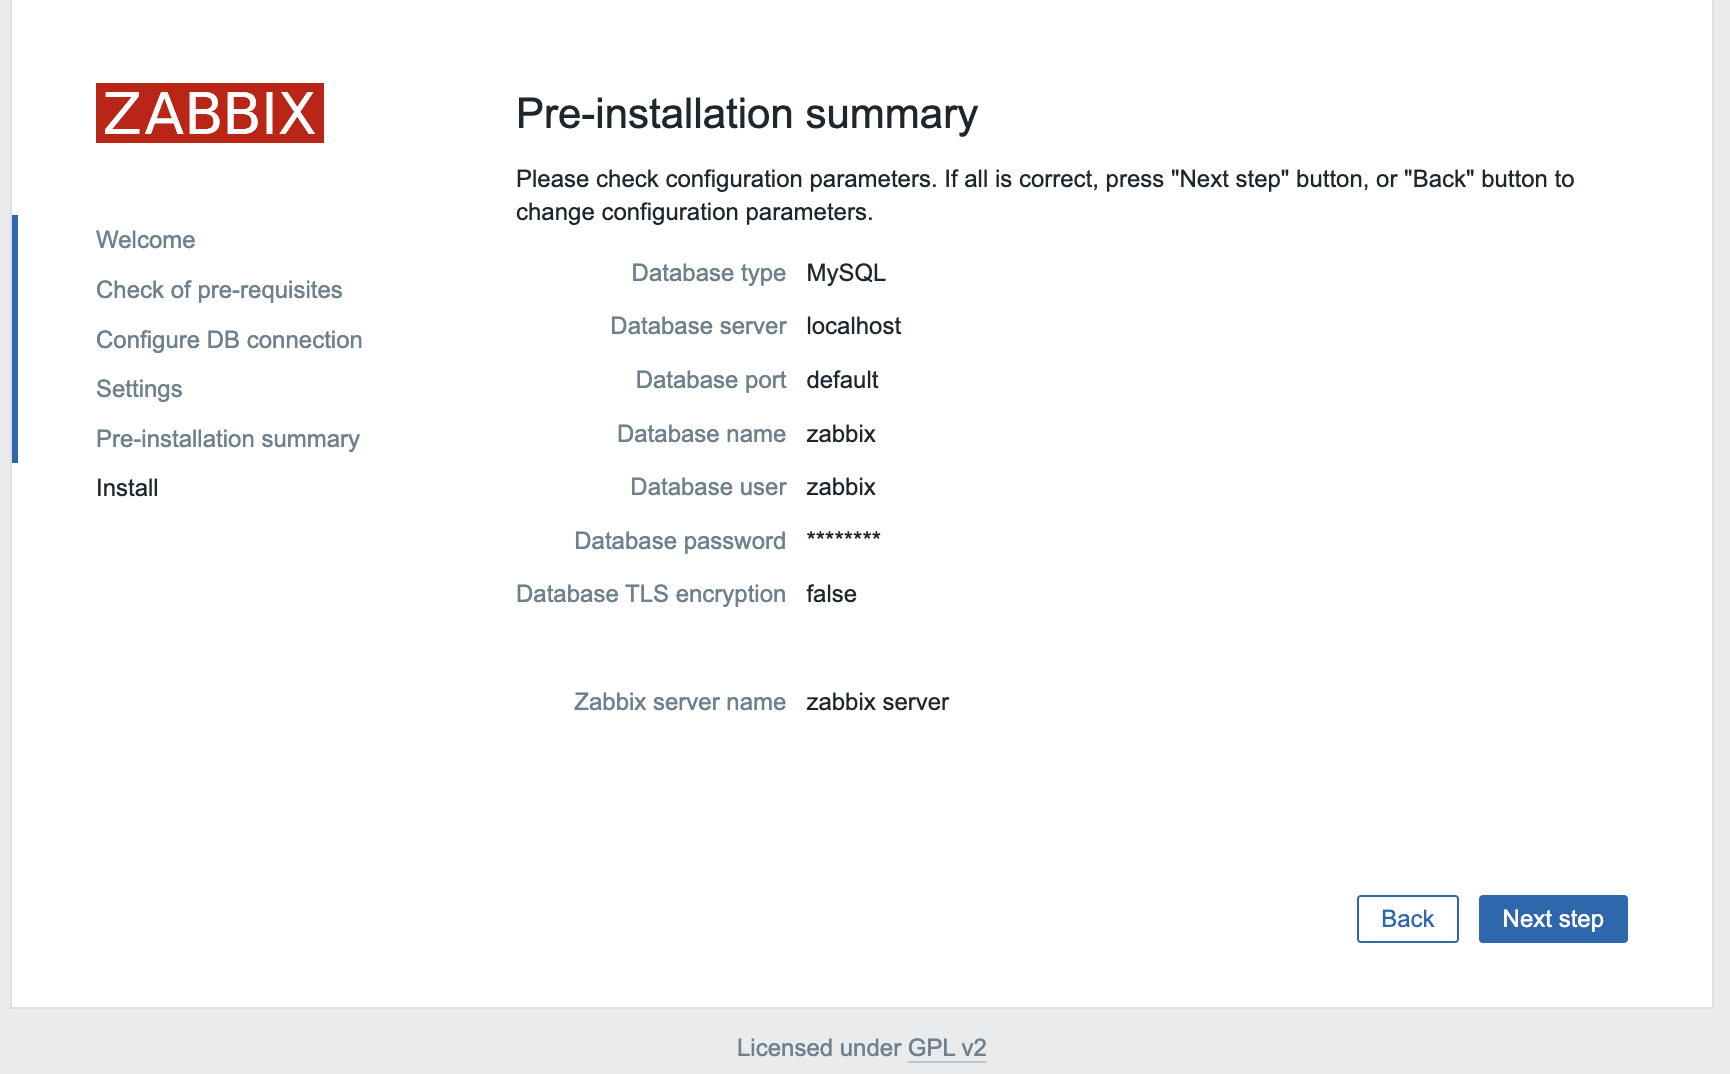 ZABBIX
Welcome
Check of pre-requisites
Configure DB connection
Settings
Pre-installation summary
Install
Pre-installation summary
Please check configuration parameters. If all is correct, press "Next step" button, or "Back" button to
change configuration parameters.
Database type MySQL
Database server localhost
Database port default
Database name zabbix
Database user zabbix
Database password ********
Database TLS encryption false
Zabbix server name zabbix server
Back Next step
Licensed under GPL v2